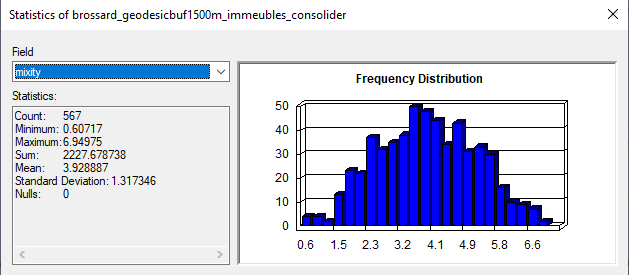 Statistics of brossard_geodesicbuf1500m_immeubles_consolider
Field
mixity
Statistics:
Count: 567
Minimum: 0.60717
Maximum: 6.94975
Sum: 2227.678738
Mean: 3.928887
Standard Deviation: 1.317346
Nulls: 0
Frequency Distribution
50
40
30
20
10
0
0.6 1.5 2.3 3.2 4.1 4.9 5.8 6.6